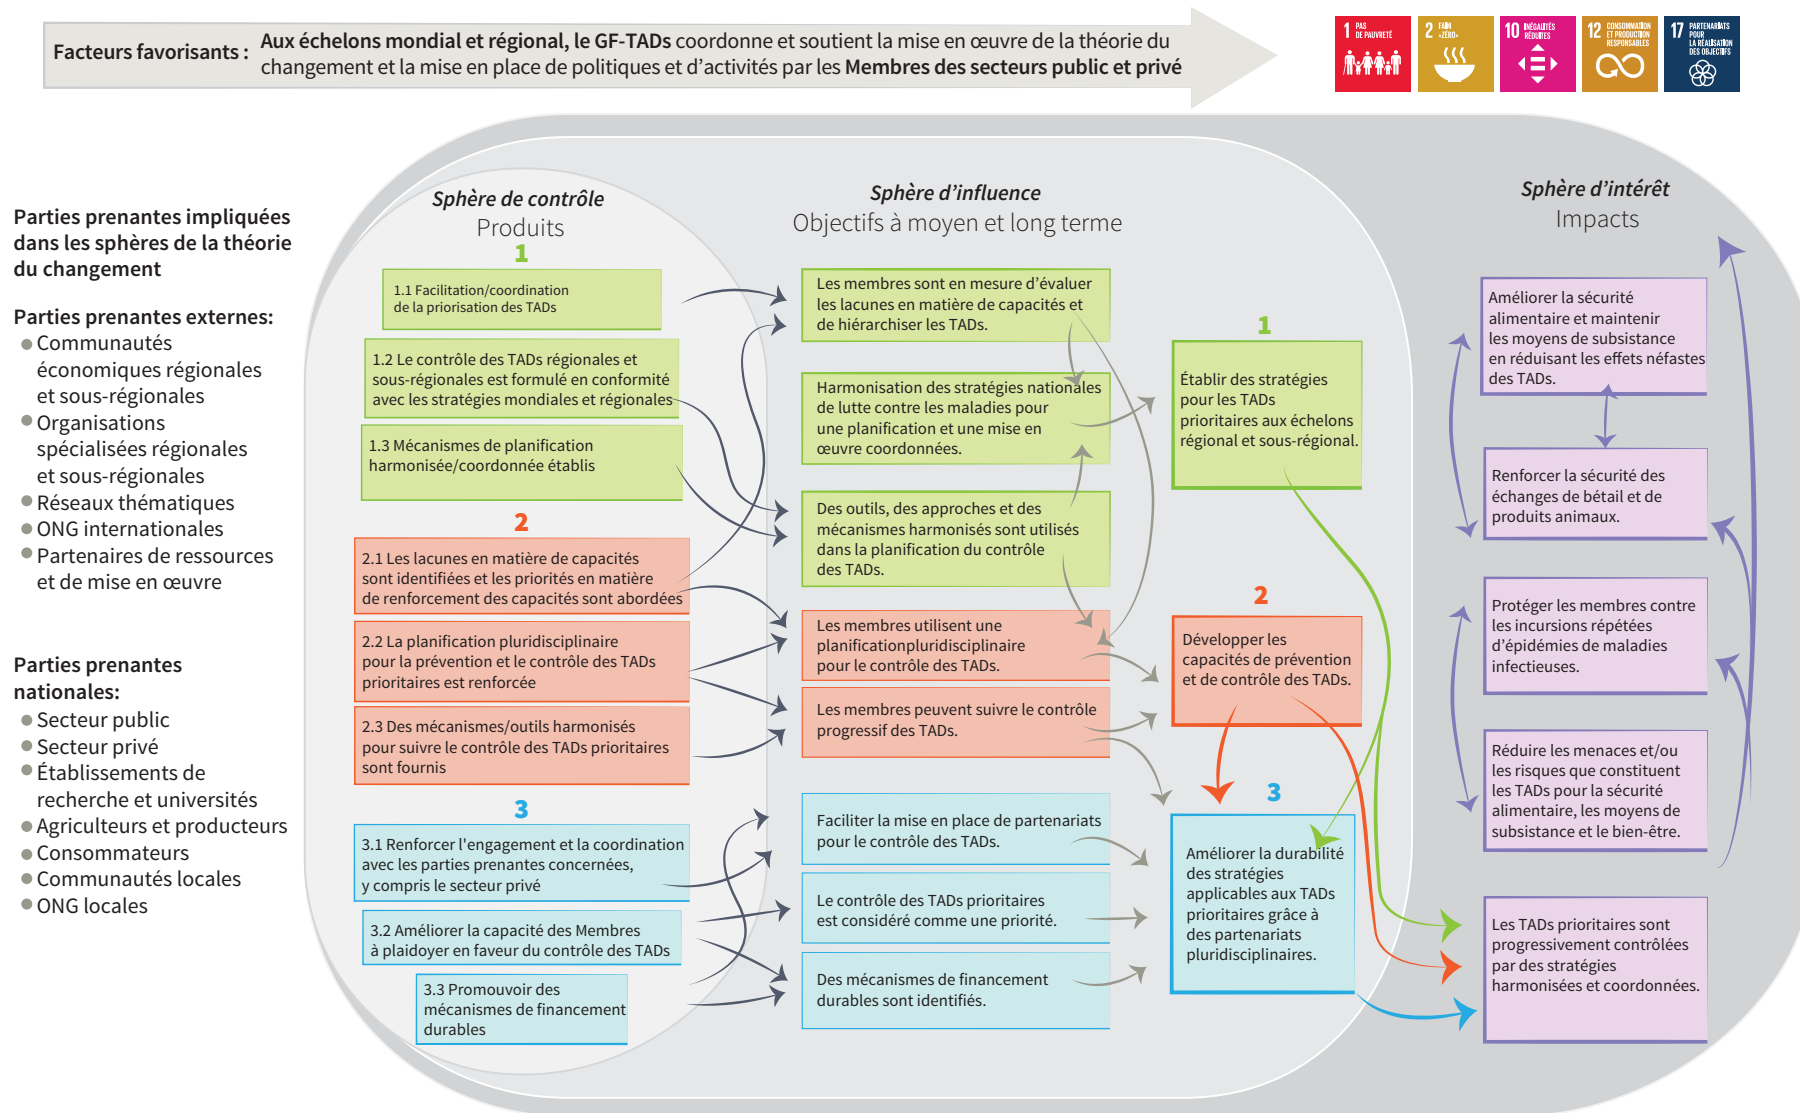 Facteurs favorisants :
Aux échelons mondial et régional, le GF-TADs coordonne et soutient la mise en œuvre de la théorie du
changement et la mise en place de politiques et d'activités par les Membres des secteurs public et privé
1 PAS
DE PAUVRETÉ
2 FAIM
«ZÉRO»
10 INÉGALITÉS
RÉDUITES
12 CONSOMMATION
ET PRODUCTION
RESPONSABLES
17 PARTENARIATS
POUR
LA RÉALISATION
DES OBJECTIFS
Parties prenantes impliquées
dans les sphères de la théorie
du changement
Parties prenantes externes:
Communautés
économiques régionales
et sous-régionales
Organisations
spécialisées régionales
et sous-régionales
Réseaux thématiques
ONG internationales
Partenaires de ressources
et de mise en œuvre
Parties prenantes
nationales:
Secteur public
Secteur privé
Établissements de
recherche et universités
Agriculteurs et producteurs
Consommateurs
Communautés locales
ONG locales
Sphère de contrôle
Produits
1
1.1 Facilitation/coordination
de la priorisation des TADs
1.2 Le contrôle des TADs régionales et
sous-régionales est formulé en conformité
avec les stratégies mondiales et régionales
1.3 Mécanismes de planification
harmonisée/coordonnée établis
2
2.1 Les lacunes en matière de capacités
sont identifiées et les priorités en matière
de renforcement des capacités sont abordées
2.2 La planification pluridisciplinaire
pour la prévention et le contrôle des TADs
prioritaires est renforcée
2.3 Des mécanismes/outils harmonisés
pour suivre le contrôle des TADs prioritaires
sont fournis
3
3.1 Renforcer l'engagement et la coordination
avec les parties prenantes concernées,
y compris le secteur privé
3.2 Améliorer la capacité des Membres
à plaidoyer en faveur du contrôle des TADs
3.3 Promouvoir des
mécanismes de financement
durables
Sphère d'influence
Objectifs à moyen et long terme
Les membres sont en mesure d'évaluer
les lacunes en matière de capacités et
de hiérarchiser les TADs.
Harmonisation des stratégies nationales
de lutte contre les maladies pour
une planification et une mise en
œuvre coordonnées.
Des outils, des approches et des
mécanismes harmonisés sont utilisés
dans la planification du contrôle
des TADs.
Les membres utilisent une
planificationpluridisciplinaire
pour le contrôle des TADs.
Les membres peuvent suivre le contrôle
progressif des TADs.
Faciliter la mise en place de partenariats
pour le contrôle des TADs.
Le contrôle des TADs prioritaires
est considéré comme une priorité.
Des mécanismes de financement
durables sont identifiés.
1
Établir des stratégies
pour les TADs
prioritaires aux échelons
régional et sous-régional.
2
Développer les
capacités de prévention
et de contrôle des TADs.
3
Améliorer la durabilité
des stratégies
applicables aux TADs
prioritaires grâce à
des partenariats
pluridisciplinaires.
Sphère d'intérêt
Impacts
Améliorer la sécurité
alimentaire et maintenir
les moyens de subsistance
en réduisant les effets néfastes
des TADs.
Renforcer la sécurité des
échanges de bétail et de
produits animaux.
Protéger les membres contre
les incursions répétées
d'épidémies de maladies
infectieuses.
Réduire les menaces et/ou
les risques que constituent
les TADs pour la sécurité
alimentaire, les moyens de
subsistance et le bien-être.
Les TADs prioritaires sont
progressivement contrôlées
par des stratégies
harmonisées et coordonnées.